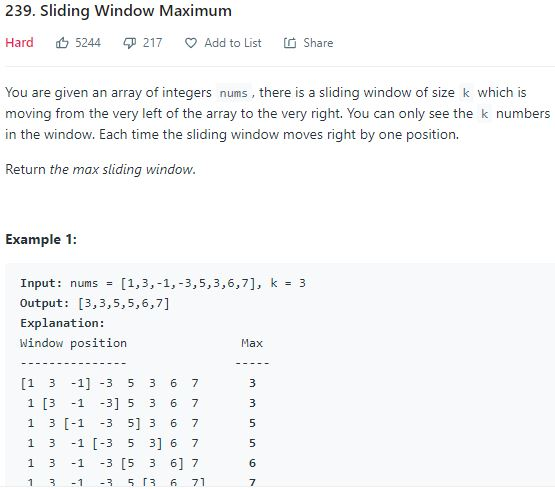 239. Sliding Window Maximum
Hard 5244 217 Add to List Share
You are given an array of integers nums , there is a sliding window of size k which is
moving from the very left of the array to the very right. You can only see the k numbers
in the window. Each time the sliding window moves right by one position.
Return the max sliding window.
Example 1:
Input: nums = [1,3,-1,-3,5,3,6,7], k = 3
Output: [3,3,5,5,6,7]
Explanation:
Window position Max
--------------- -----
[1 3 -1] -3 5 3 6 7 3
1 [3 -1 -3] 5 3 6 7 3
1 3 [-1 -3 5] 3 6 7 5
1 3 -1 [-3 5 3] 6 7 5
1 3 -1 -3 [5 3 6] 7 6
1 3 -1 -3 5 [3 6 7] 7